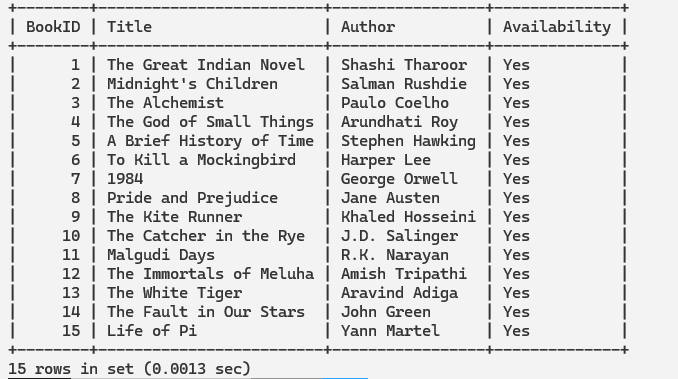 +--------+--------------------------+-----------------+--------------+
| BookID | Title                    | Author          | Availability |
+--------+--------------------------+-----------------+--------------+
|      1 | The Great Indian Novel  | Shashi Tharoor  | Yes          |
|      2 | Midnight's Children     | Salman Rushdie  | Yes          |
|      3 | The Alchemist           | Paulo Coelho    | Yes          |
|      4 | The God of Small Things | Arundhati Roy   | Yes          |
|      5 | A Brief History of Time | Stephen Hawking | Yes          |
|      6 | To Kill a Mockingbird   | Harper Lee      | Yes          |
|      7 | 1984                    | George Orwell   | Yes          |
|      8 | Pride and Prejudice     | Jane Austen     | Yes          |
|      9 | The Kite Runner         | Khaled Hosseini | Yes          |
|     10 | The Catcher in the Rye  | J.D. Salinger   | Yes          |
|     11 | Malgudi Days            | R.K. Narayan    | Yes          |
|     12 | The Immortals of Meluha | Amish Tripathi  | Yes          |
|     13 | The White Tiger         | Aravind Adiga   | Yes          |
|     14 | The Fault in Our Stars  | John Green      | Yes          |
|     15 | Life of Pi              | Yann Martel     | Yes          |
+--------+-------------------------+-----------------+--------------+
15 rows in set (0.0013 sec)